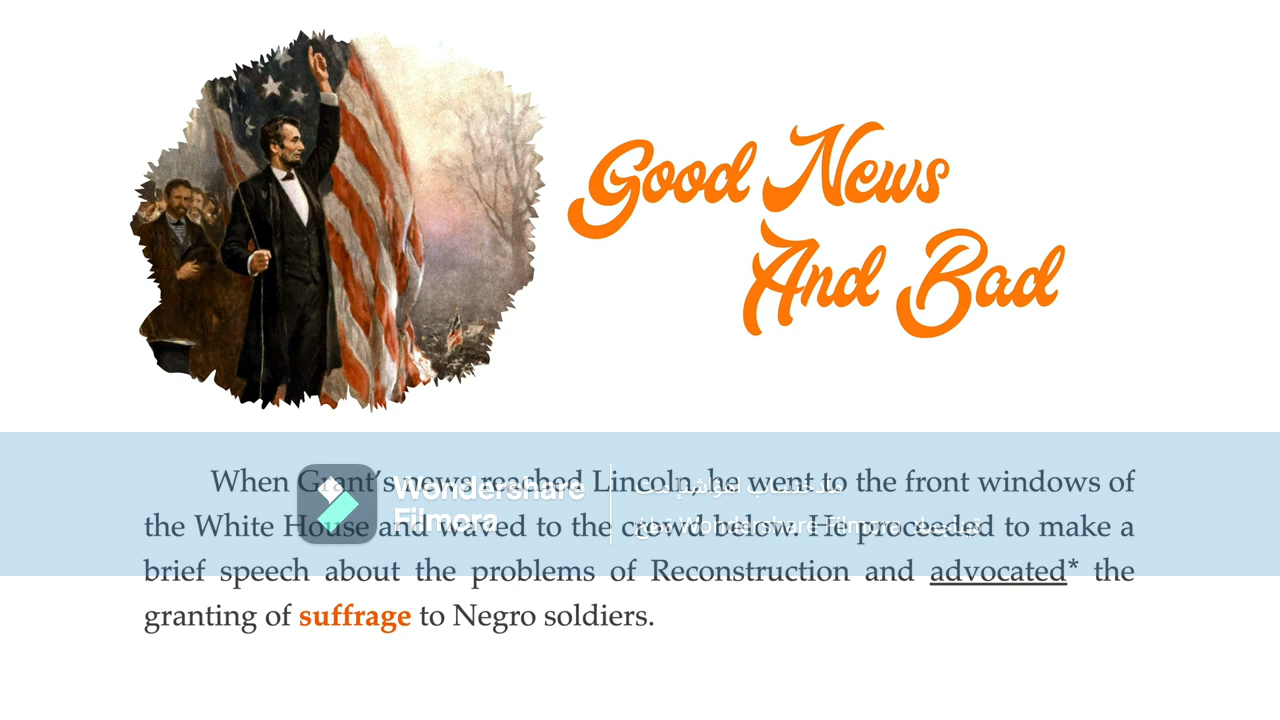 Good News
And Bad
When Grant's news reached Lincoln, he went to the front windows of
the White House and waved to the crowd below. He proceeded to make a
brief speech about the problems of Reconstruction and advocated* the
granting of suffrage to Negro soldiers.
Wondershare
Filmora
Wondershare Filmora